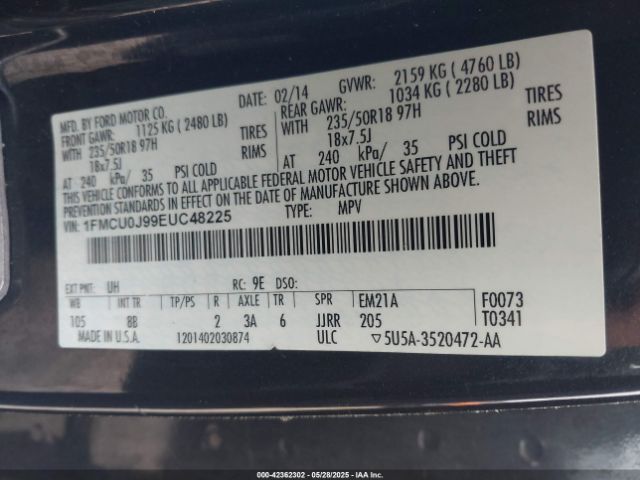 MFD. BY FORD MOTOR CO. DATE: 02/14 GVWR: 2159 KG ( 4760 LB)
FRONT GAWR: 1125 KG ( 2480 LB) REAR GAWR: 1034 KG ( 2280 LB)
WITH 235/50R18 97H TIRES WITH 235/50R18 97H TIRES
18x7.5J RIMS 18x7.5J RIMS
AT 240 kPa/ 35 PSI COLD AT 240 kPa/ 35 PSI COLD
THIS VEHICLE CONFORMS TO ALL APPLICABLE FEDERAL MOTOR VEHICLE SAFETY AND THEFT
PREVENTION STANDARDS IN EFFECT ON THE DATE OF MANUFACTURE SHOWN ABOVE.
VIN: 1FMCU0J99EUC48225 TYPE: MPV
EXT PNT: UH RC: 9E DSO:
WB INT TR TP/PS R AXLE TR SPR EM21A F0073
105 8B 2 3A 6 JJRR 205 T0341
MADE IN U.S.A. 1201402030874 ULC ▽5U5A-3520472-AA
000-42362302 - 05/28/2025 - IAA Inc.